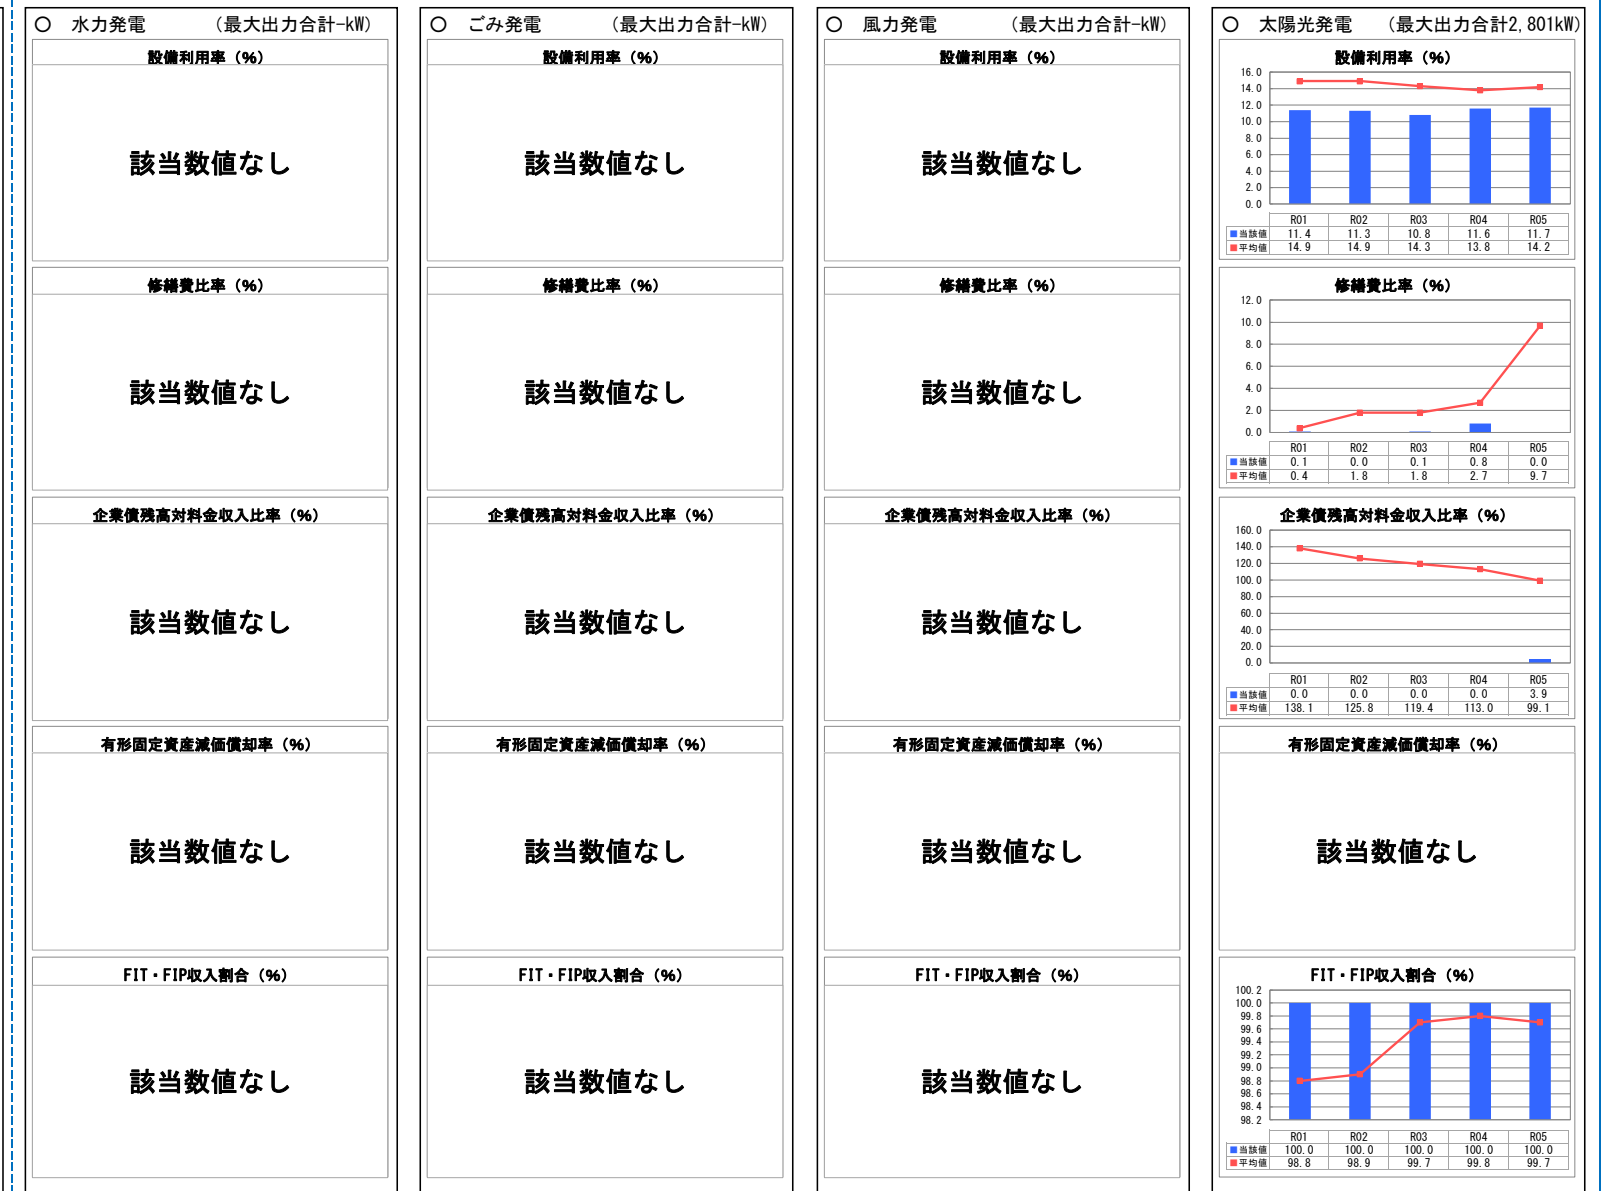 ○ 水力発電 （最大出力合計-kW）
設備利用率（%）
該当数値なし
修繕費比率（%）
該当数値なし
企業債残高対料金収入比率（%）
該当数値なし
有形固定資産減価償却率（%）
該当数値なし
FIT・FIP収入割合（%）
該当数値なし
○ ごみ発電 （最大出力合計-kW）
設備利用率（%）
該当数値なし
修繕費比率（%）
該当数値なし
企業債残高対料金収入比率（%）
該当数値なし
有形固定資産減価償却率（%）
該当数値なし
FIT・FIP収入割合（%）
該当数値なし
○ 風力発電 （最大出力合計-kW）
設備利用率（%）
該当数値なし
修繕費比率（%）
該当数値なし
企業債残高対料金収入比率（%）
該当数値なし
有形固定資産減価償却率（%）
該当数値なし
FIT・FIP収入割合（%）
該当数値なし
○ 太陽光発電 （最大出力合計2,801kW）
設備利用率（%）
16.0
14.0
12.0
10.0
8.0
6.0
4.0
2.0
0.0
R01 R02 R03 R04 R05
当該値 11.4 11.3 10.8 11.6 11.7
平均値 14.9 14.9 14.3 13.8 14.2
修繕費比率（%）
12.0
10.0
8.0
6.0
4.0
2.0
0.0
R01 R02 R03 R04 R05
当該値 0.1 0.0 0.1 0.8 0.0
平均値 0.4 1.8 1.8 2.7 9.7
企業債残高対料金収入比率（%）
160.0
140.0
120.0
100.0
80.0
60.0
40.0
20.0
0.0
R01 R02 R03 R04 R05
当該値 0.0 0.0 0.0 0.0 3.9
平均値 138.1 125.8 119.4 113.0 99.1
有形固定資産減価償却率（%）
該当数値なし
FIT・FIP収入割合（%）
100.2
100.0
99.8
99.6
99.4
99.2
99.0
98.8
98.6
98.4
98.2
R01 R02 R03 R04 R05
当該値 100.0 100.0 100.0 100.0 100.0
平均値 98.8 98.9 99.7 99.8 99.7